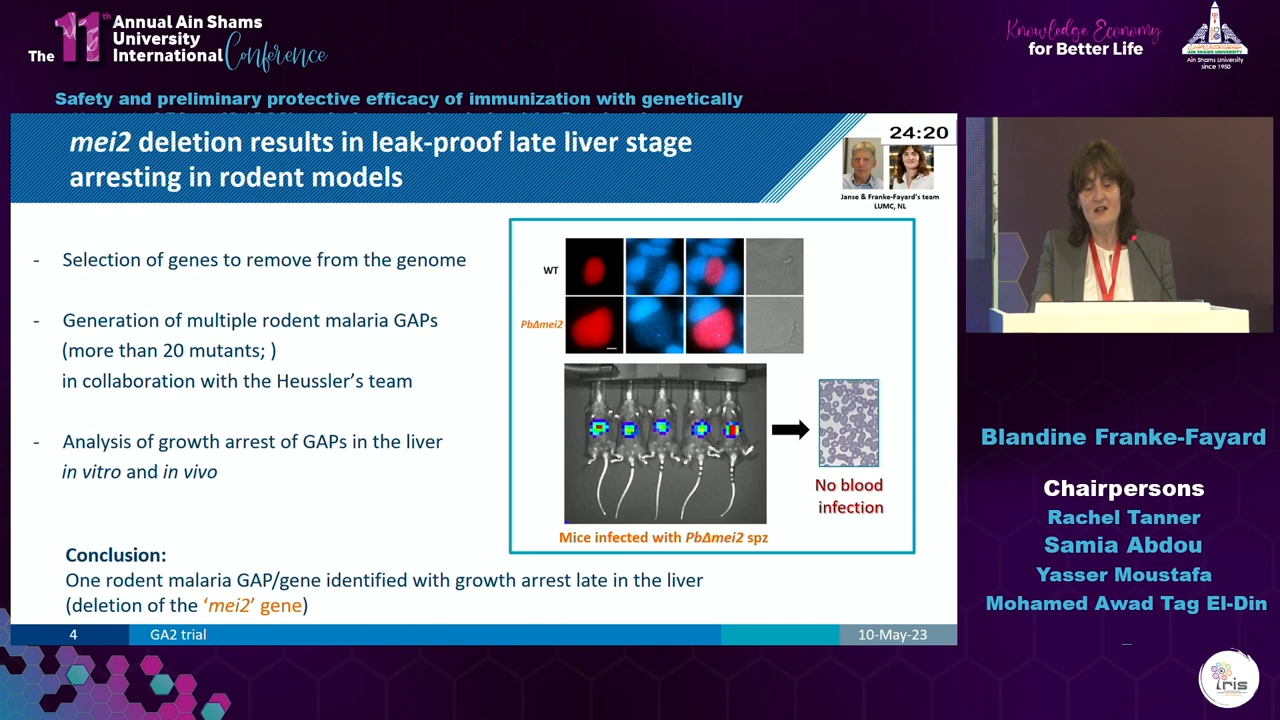 The 11th Annual Ain Shams
University
International Conference
Knowledge Economy
for Better Life
AIN SHAMS UNIVERSITY
Ain Shams University
since 1950
Safety and preliminary protective efficacy of immunization with genetically
mei2 deletion results in leak-proof late liver stage
arresting in rodent models
24:20
Janse & Franke-Fayard's team
LUMC, NL
- Selection of genes to remove from the genome
- Generation of multiple rodent malaria GAPs
(more than 20 mutants; )
in collaboration with the Heussler's team
- Analysis of growth arrest of GAPs in the liver
in vitro and in vivo
WT
PbΔmei2
No blood
infection
Mice infected with PbΔmei2 spz
Conclusion:
One rodent malaria GAP/gene identified with growth arrest late in the liver
(deletion of the 'mei2' gene)
4
GA2 trial
10-May-23
Blandine Franke-Fayard
Chairpersons
Rachel Tanner
Samia Abdou
Yasser Moustafa
Mohamed Awad Tag El-Din
iris